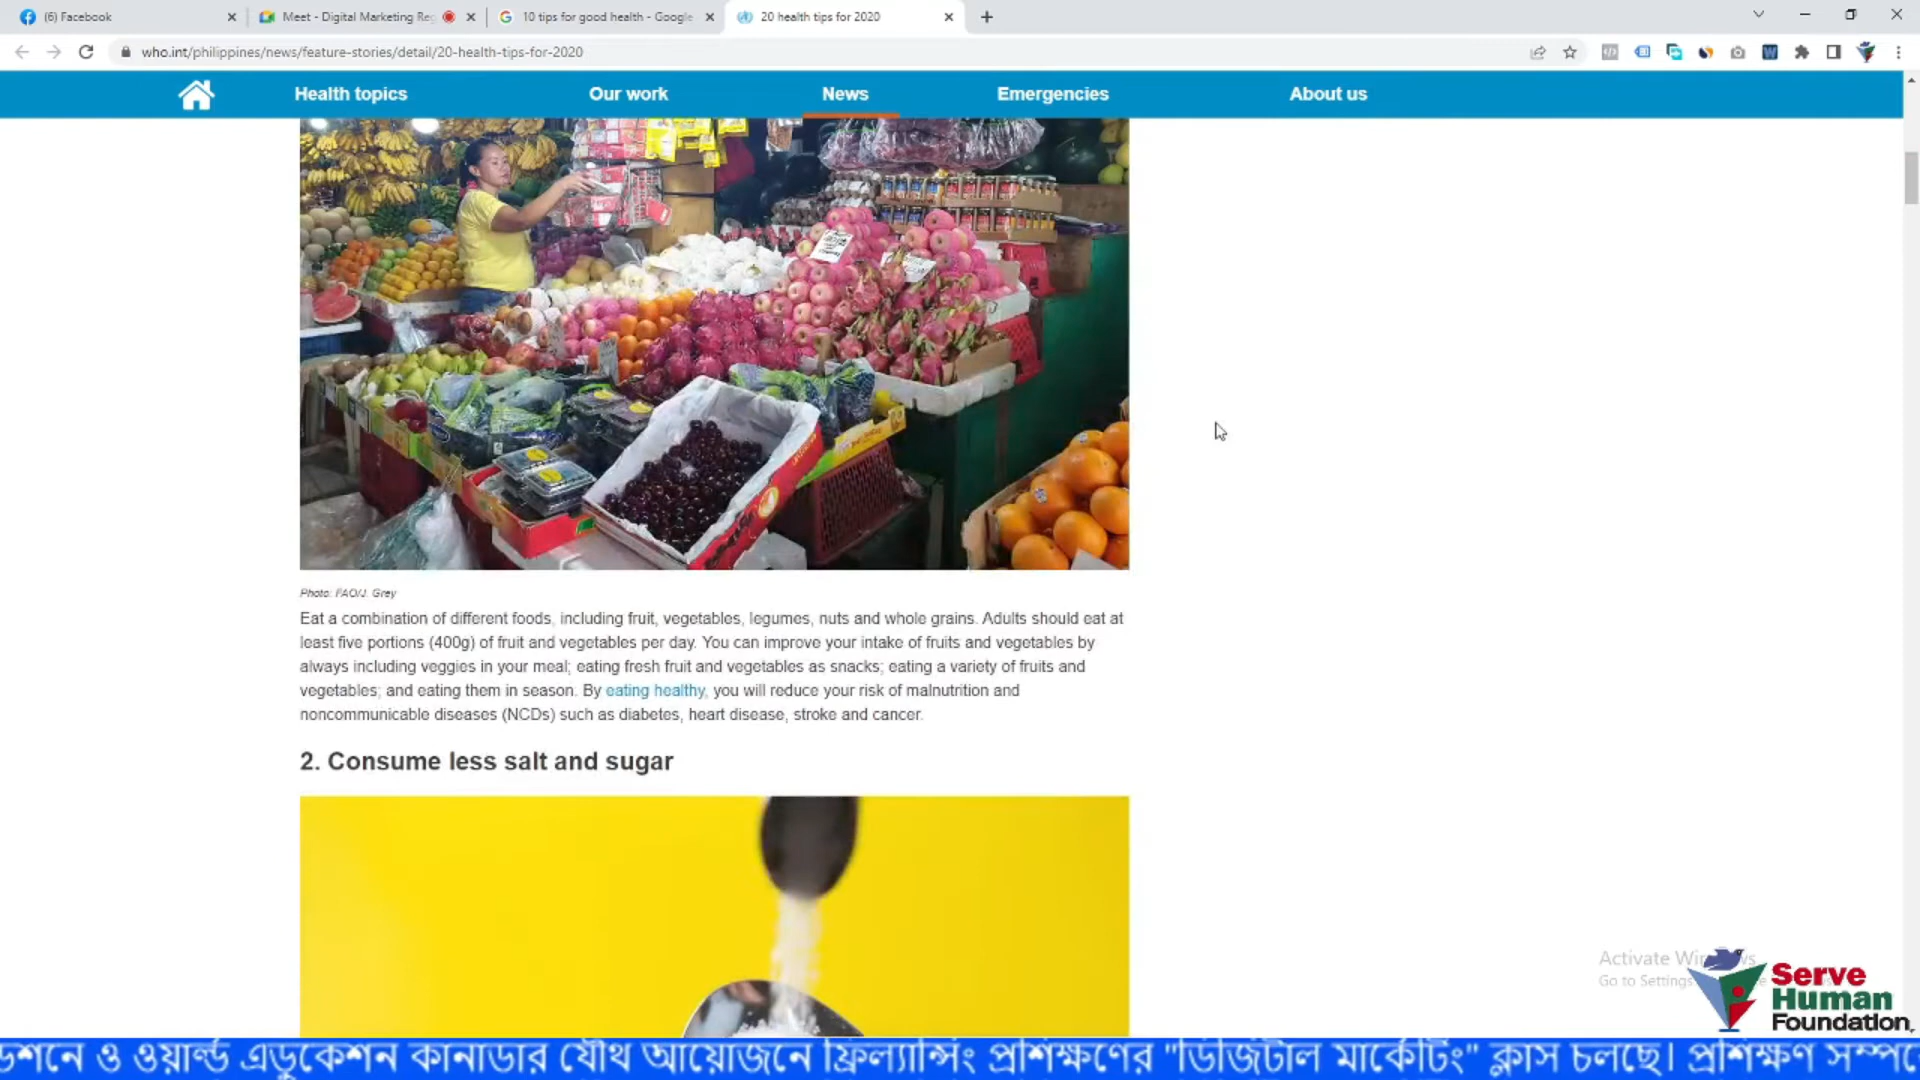 (6) Facebook
Meet - Digital Marketing Reg
10 tips for good health - Google
20 health tips for 2020
who.int/philippines/news/feature-stories/detail/20-health-tips-for-2020
Health topics
Our work
News
Emergencies
About us
Photo: FAO/J. Grey
Eat a combination of different foods, including fruit, vegetables, legumes, nuts and whole grains. Adults should eat at
least five portions (400g) of fruit and vegetables per day. You can improve your intake of fruits and vegetables by
always including veggies in your meal; eating fresh fruit and vegetables as snacks; eating a variety of fruits and
vegetables; and eating them in season. By eating healthy, you will reduce your risk of malnutrition and
noncommunicable diseases (NCDs) such as diabetes, heart disease, stroke and cancer.
2. Consume less salt and sugar
Activate
Go to Settings
Serve
Human
Foundation
ও ওয়ার্ল্ড এডুকেশন কানাডার যৌথ আয়োজনে ফ্রিল্যান্সিং প্রশিক্ষণের "ডিজিটাল মার্কেটিং" ক্লাস চলছে। প্রশিক্ষণ